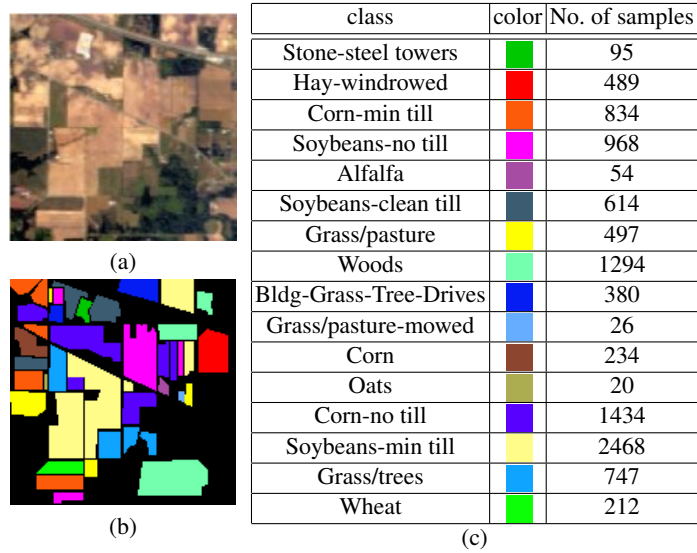 class color No. of samples
Stone-steel towers 95
Hay-windrowed 489
Corn-min till 834
Soybeans-no till 968
Alfalfa 54
Soybeans-clean till 614
Grass/pasture 497
Woods 1294
Bldg-Grass-Tree-Drives 380
Grass/pasture-mowed 26
Corn 234
Oats 20
Corn-no till 1434
Soybeans-min till 2468
Grass/trees 747
Wheat 212
(a)
(b)
(c)